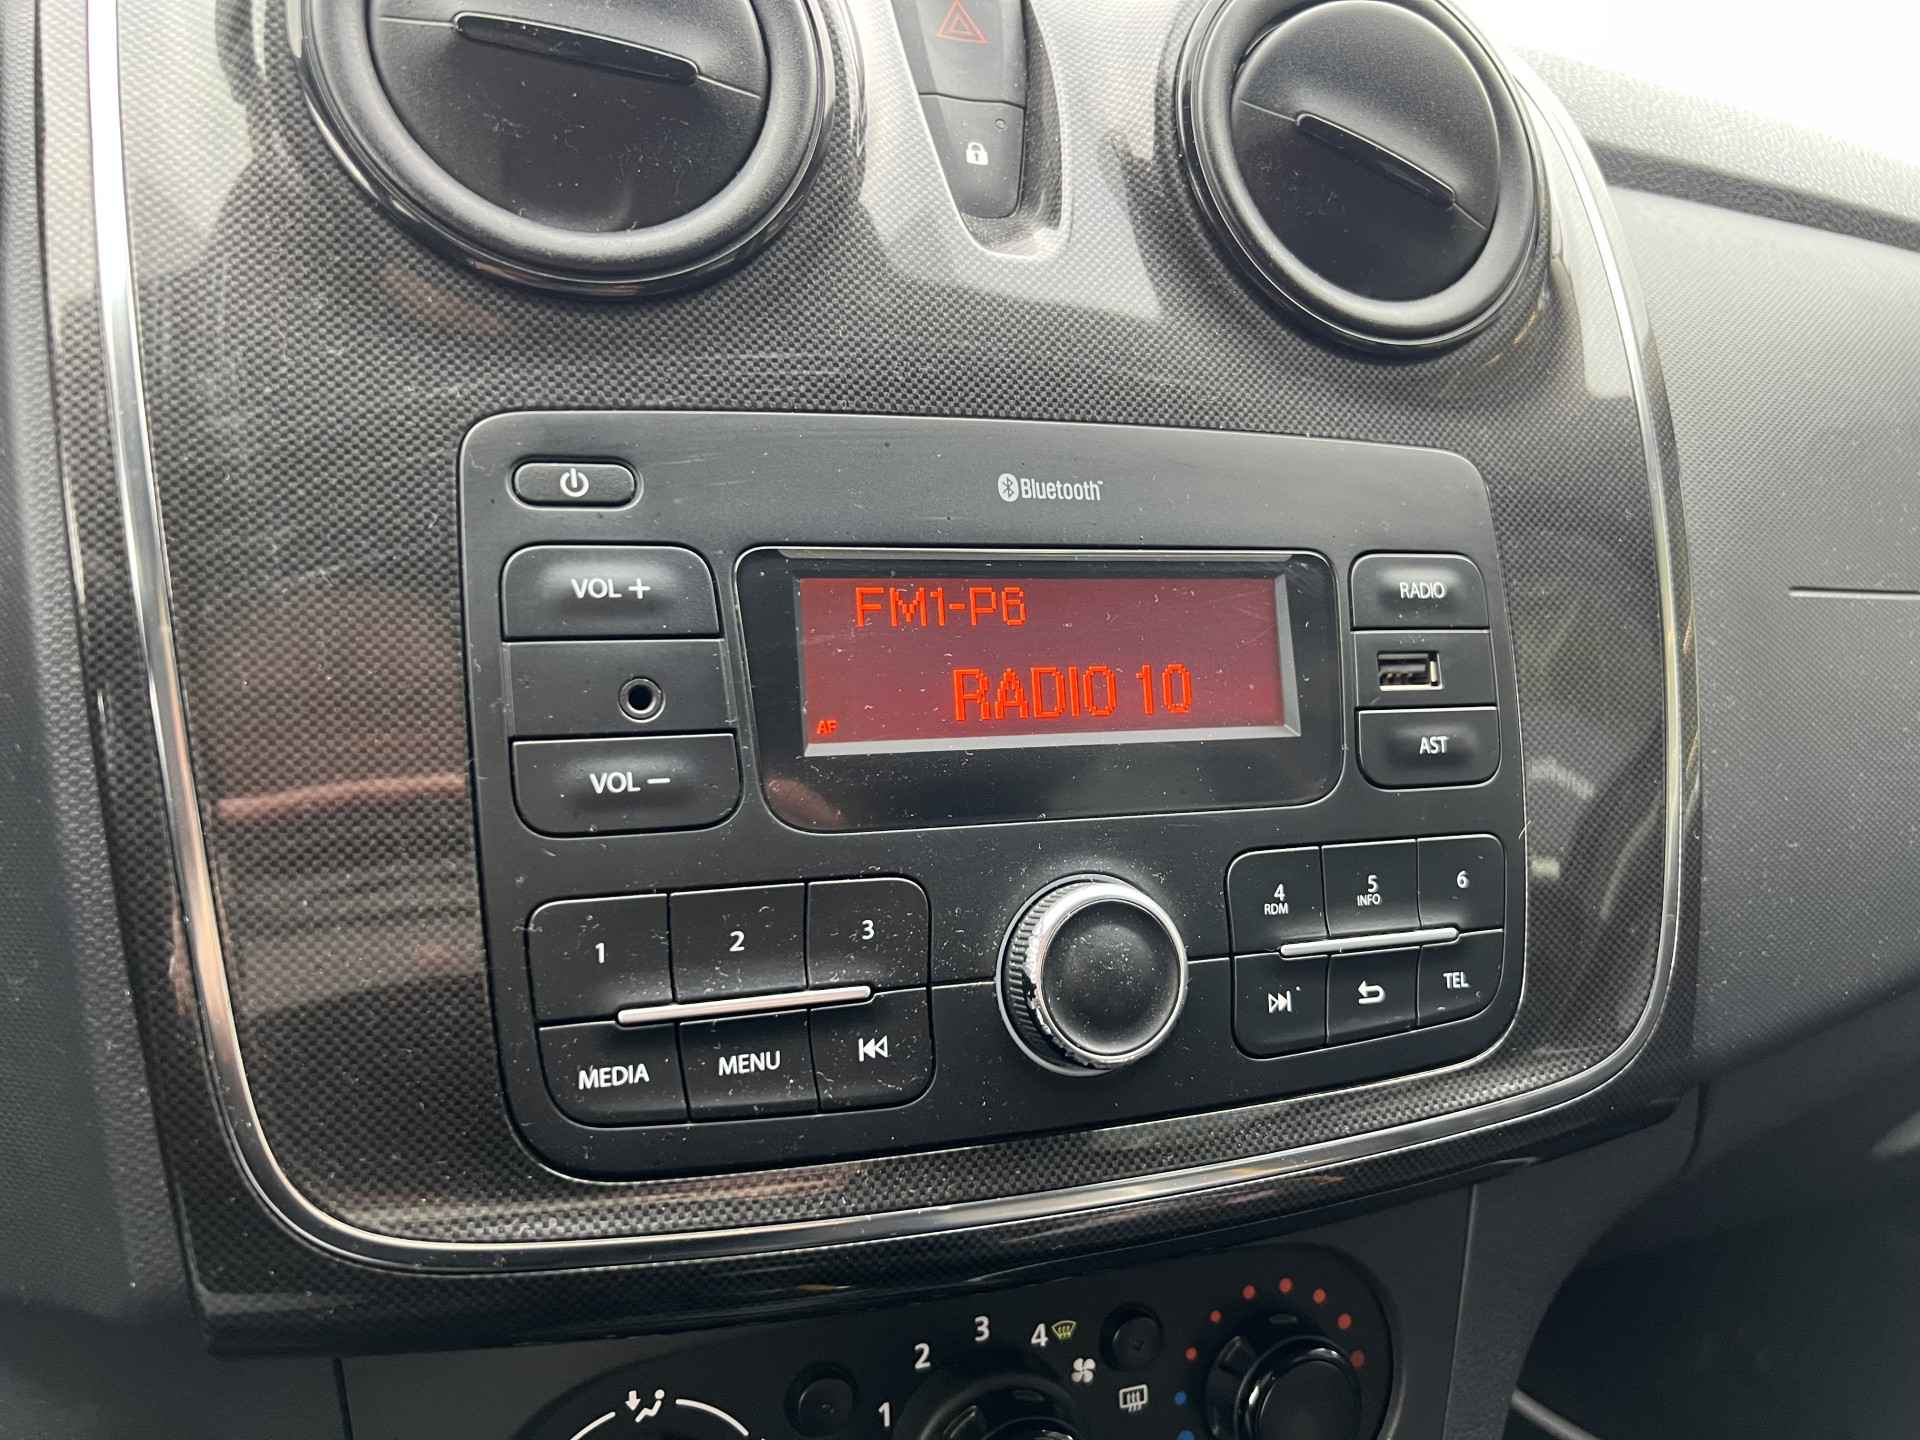 Bluetooth™
VOL +
FM1-P6
RADIO
RADIO 10
AF
VOL −
AST
1
2
3
4
RDM
5
INFO
6
MEDIA
MENU
TEL
1
2
3
4